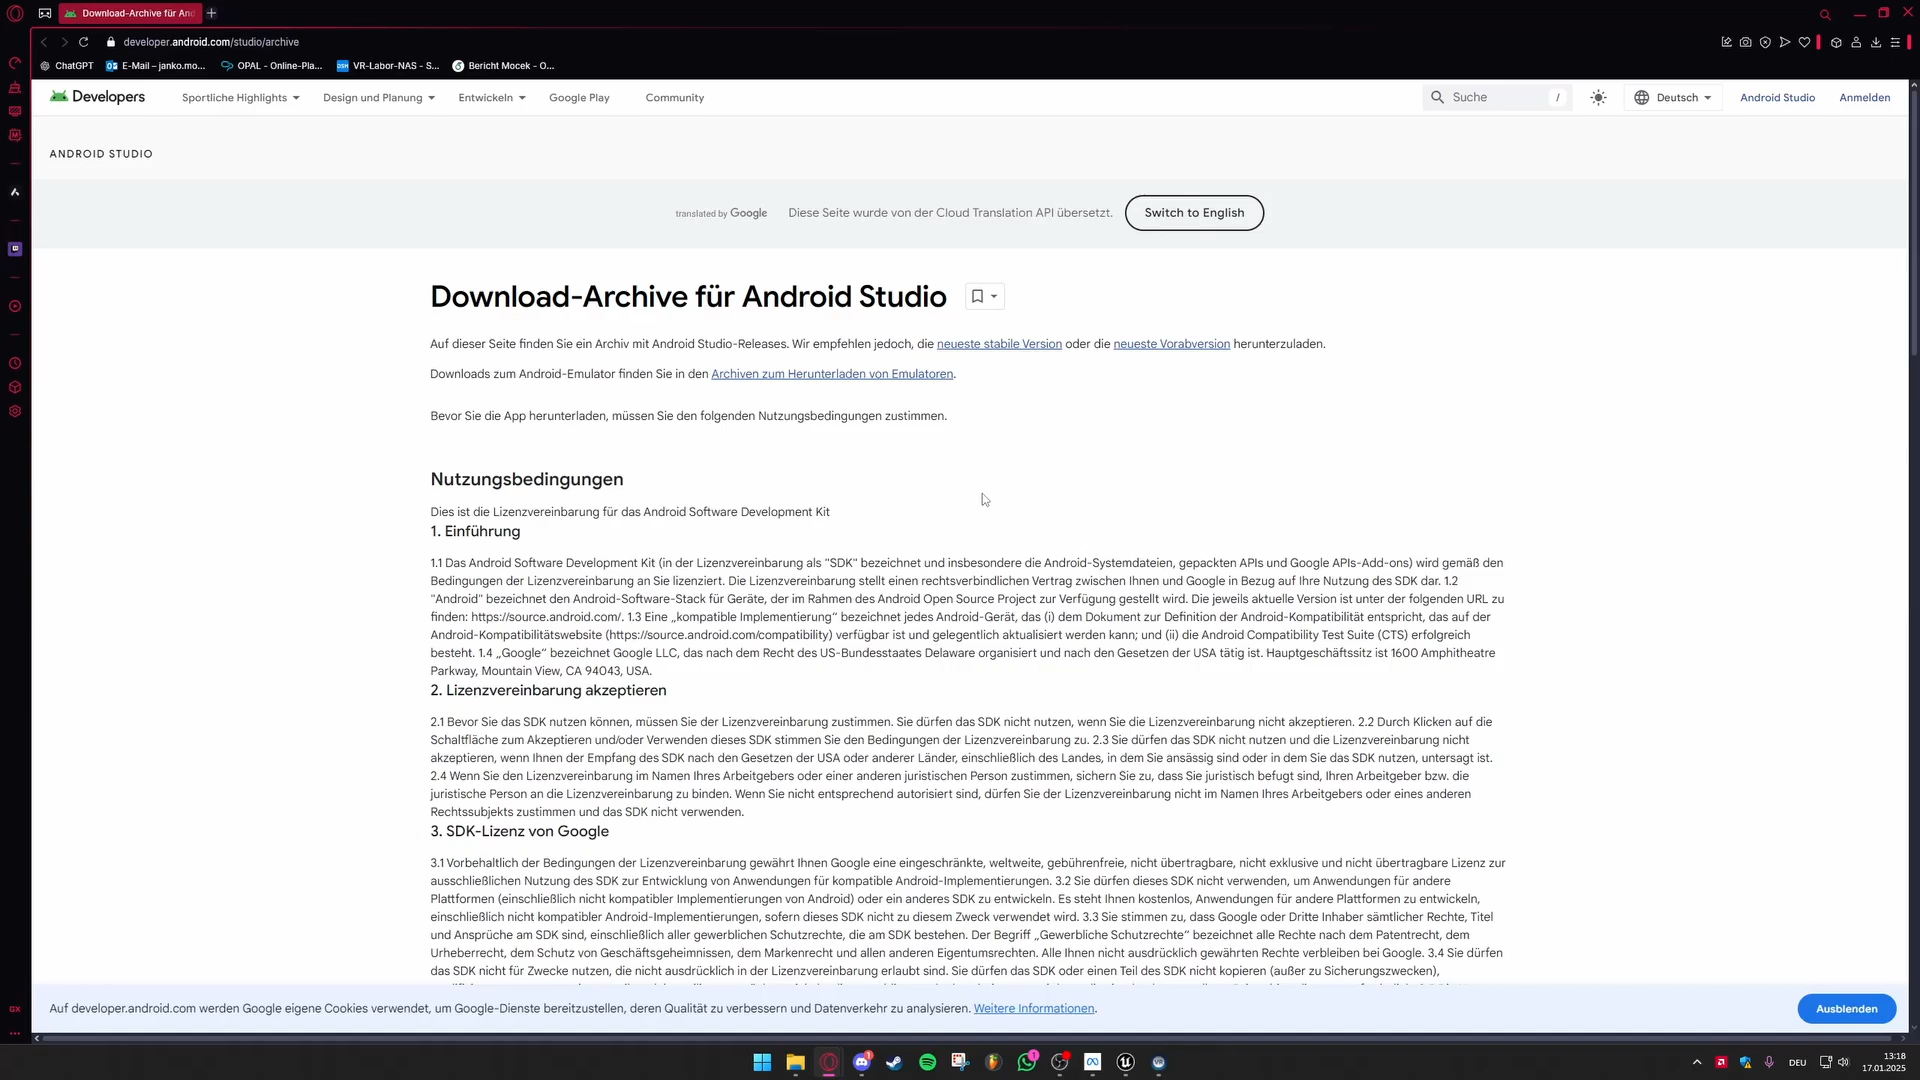 Download-Archive für And
developer.android.com/studio/archive
ChatGPT
E-Mail – janko.mo...
OPAL - Online-Pla...
VR-Labor-NAS - S...
Bericht Mocek - O...
Developers
Sportliche Highlights
Design und Planung
Entwickeln
Google Play
Community
Suche
/
Deutsch
Android Studio
Anmelden
ANDROID STUDIO
translated by Google
Diese Seite wurde von der Cloud Translation API übersetzt.
Switch to English
Download-Archive für Android Studio
Auf dieser Seite finden Sie ein Archiv mit Android Studio-Releases. Wir empfehlen jedoch, die neueste stabile Version oder die neueste Vorabversion herunterzuladen.
Downloads zum Android-Emulator finden Sie in den Archiven zum Herunterladen von Emulatoren.
Bevor Sie die App herunterladen, müssen Sie den folgenden Nutzungsbedingungen zustimmen.
Nutzungsbedingungen
Dies ist die Lizenzvereinbarung für das Android Software Development Kit
1. Einführung
1.1 Das Android Software Development Kit (in der Lizenzvereinbarung als "SDK" bezeichnet und insbesondere die Android-Systemdateien, gepackten APIs und Google APIs-Add-ons) wird gemäß den
Bedingungen der Lizenzvereinbarung an Sie lizenziert. Die Lizenzvereinbarung stellt einen rechtsverbindlichen Vertrag zwischen Ihnen und Google in Bezug auf Ihre Nutzung des SDK dar. 1.2
"Android" bezeichnet den Android-Software-Stack für Geräte, der im Rahmen des Android Open Source Project zur Verfügung gestellt wird. Die jeweils aktuelle Version ist unter der folgenden URL zu
finden: https://source.android.com/. 1.3 Eine „kompatible Implementierung“ bezeichnet jedes Android-Gerät, das (i) dem Dokument zur Definition der Android-Kompatibilität entspricht, das auf der
Android-Kompatibilitätswebsite (https://source.android.com/compatibility) verfügbar ist und gelegentlich aktualisiert werden kann; und (ii) die Android Compatibility Test Suite (CTS) erfolgreich
besteht. 1.4 „Google“ bezeichnet Google LLC, das nach dem Recht des US-Bundesstaates Delaware organisiert und nach den Gesetzen der USA tätig ist. Hauptgeschäftssitz ist 1600 Amphitheatre
Parkway, Mountain View, CA 94043, USA.
2. Lizenzvereinbarung akzeptieren
2.1 Bevor Sie das SDK nutzen können, müssen Sie der Lizenzvereinbarung zustimmen. Sie dürfen das SDK nicht nutzen, wenn Sie die Lizenzvereinbarung nicht akzeptieren. 2.2 Durch Klicken auf die
Schaltfläche zum Akzeptieren und/oder Verwenden dieses SDK stimmen Sie den Bedingungen der Lizenzvereinbarung zu. 2.3 Sie dürfen das SDK nicht nutzen und die Lizenzvereinbarung nicht
akzeptieren, wenn Ihnen der Empfang des SDK nach den Gesetzen der USA oder anderer Länder, einschließlich des Landes, in dem Sie ansässig sind oder in dem Sie das SDK nutzen, untersagt ist.
2.4 Wenn Sie den Lizenzvereinbarung im Namen Ihres Arbeitgebers oder einer anderen juristischen Person zustimmen, sichern Sie zu, dass Sie juristisch befugt sind, Ihren Arbeitgeber bzw. die
juristische Person an die Lizenzvereinbarung zu binden. Wenn Sie nicht entsprechend autorisiert sind, dürfen Sie der Lizenzvereinbarung nicht im Namen Ihres Arbeitgebers oder eines anderen
Rechtssubjekts zustimmen und das SDK nicht verwenden.
3. SDK-Lizenz von Google
3.1 Vorbehaltlich der Bedingungen der Lizenzvereinbarung gewährt Ihnen Google eine eingeschränkte, weltweite, gebührenfreie, nicht übertragbare, nicht exklusive und nicht übertragbare Lizenz zur
ausschließlichen Nutzung des SDK zur Entwicklung von Anwendungen für kompatible Android-Implementierungen. 3.2 Sie dürfen dieses SDK nicht verwenden, um Anwendungen für andere
Plattformen (einschließlich nicht kompatibler Implementierungen von Android) oder ein anderes SDK zu entwickeln. Es steht Ihnen kostenlos, Anwendungen für andere Plattformen zu entwickeln,
einschließlich nicht kompatibler Android-Implementierungen, sofern dieses SDK nicht zu diesem Zweck verwendet wird. 3.3 Sie stimmen zu, dass Google oder Dritte Inhaber sämtlicher Rechte, Titel
und Ansprüche am SDK sind, einschließlich aller gewerblichen Schutzrechte, die am SDK bestehen. Der Begriff „Gewerbliche Schutzrechte“ bezeichnet alle Rechte nach dem Patentrecht, dem
Urheberrecht, dem Schutz von Geschäftsgeheimnissen, dem Markenrecht und allen anderen Eigentumsrechten. Alle Ihnen nicht ausdrücklich gewährten Rechte verbleiben bei Google. 3.4 Sie dürfen
das SDK nicht für Zwecke nutzen, die nicht ausdrücklich in der Lizenzvereinbarung erlaubt sind. Sie dürfen das SDK oder einen Teil des SDK nicht kopieren (außer zu Sicherungszwecken),
Auf developer.android.com werden Google eigene Cookies verwendet, um Google-Dienste bereitzustellen, deren Qualität zu verbessern und Datenverkehr zu analysieren. Weitere Informationen.
Ausblenden
GX
DEU
13:18
17.01.2025